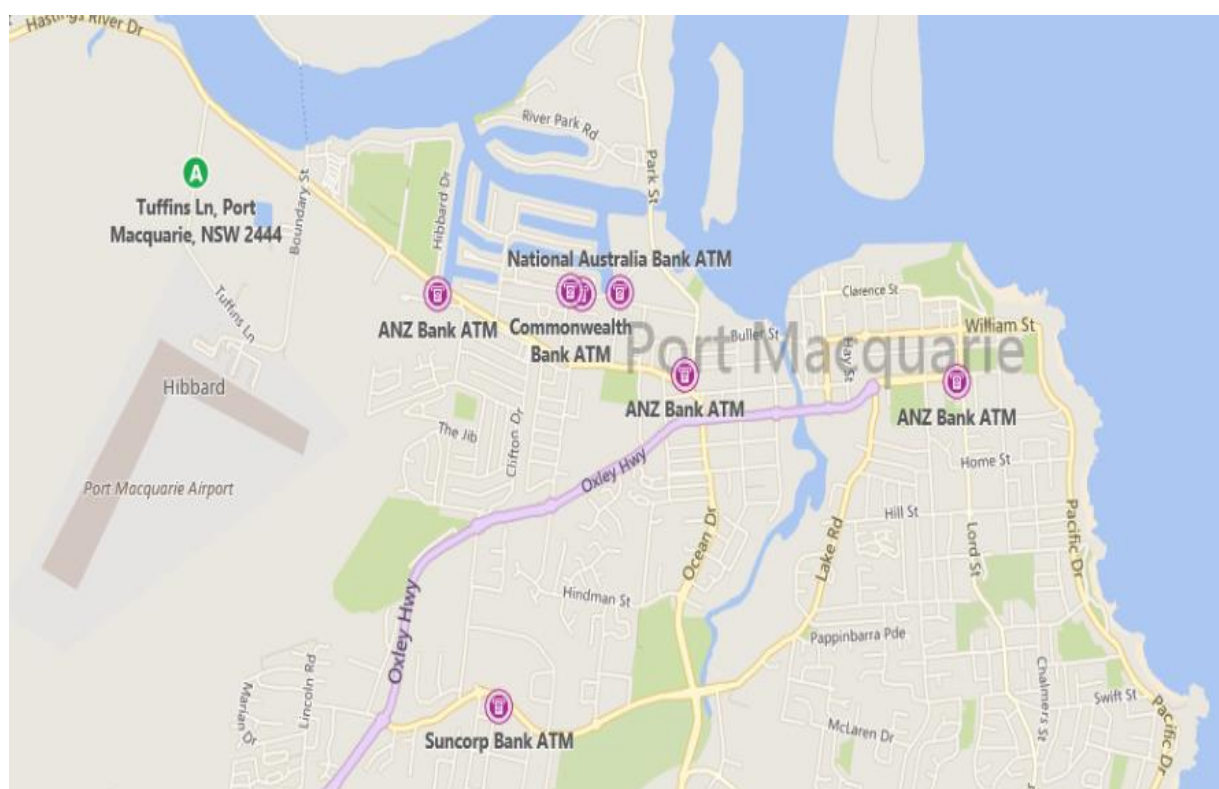 Hastings River Dr
River Park Rd
Park St
A
Tuffins Ln, Port
Macquarie, NSW 2444
Boundary St
Hibbard Dr
National Australia Bank ATM
Clarence St
Tuffins Ln
ANZ Bank ATM
Commonwealth
Bank ATM
Port Macquarie
Buller St
Hay St
William St
Hibbard
ANZ Bank ATM
ANZ Bank ATM
The Jib
Clifton Dr
Oxley Hwy
Home St
Port Macquarie Airport
Hill St
Ocean Dr
Lake Rd
Lord St
Pacific Dr
Hindman St
Oxley Hwy
Pappinbarra Pde
Lincoln Rd
Marian Dr
Chalmers St
Swift St
Pacific Dr
McLaren Dr
Suncorp Bank ATM